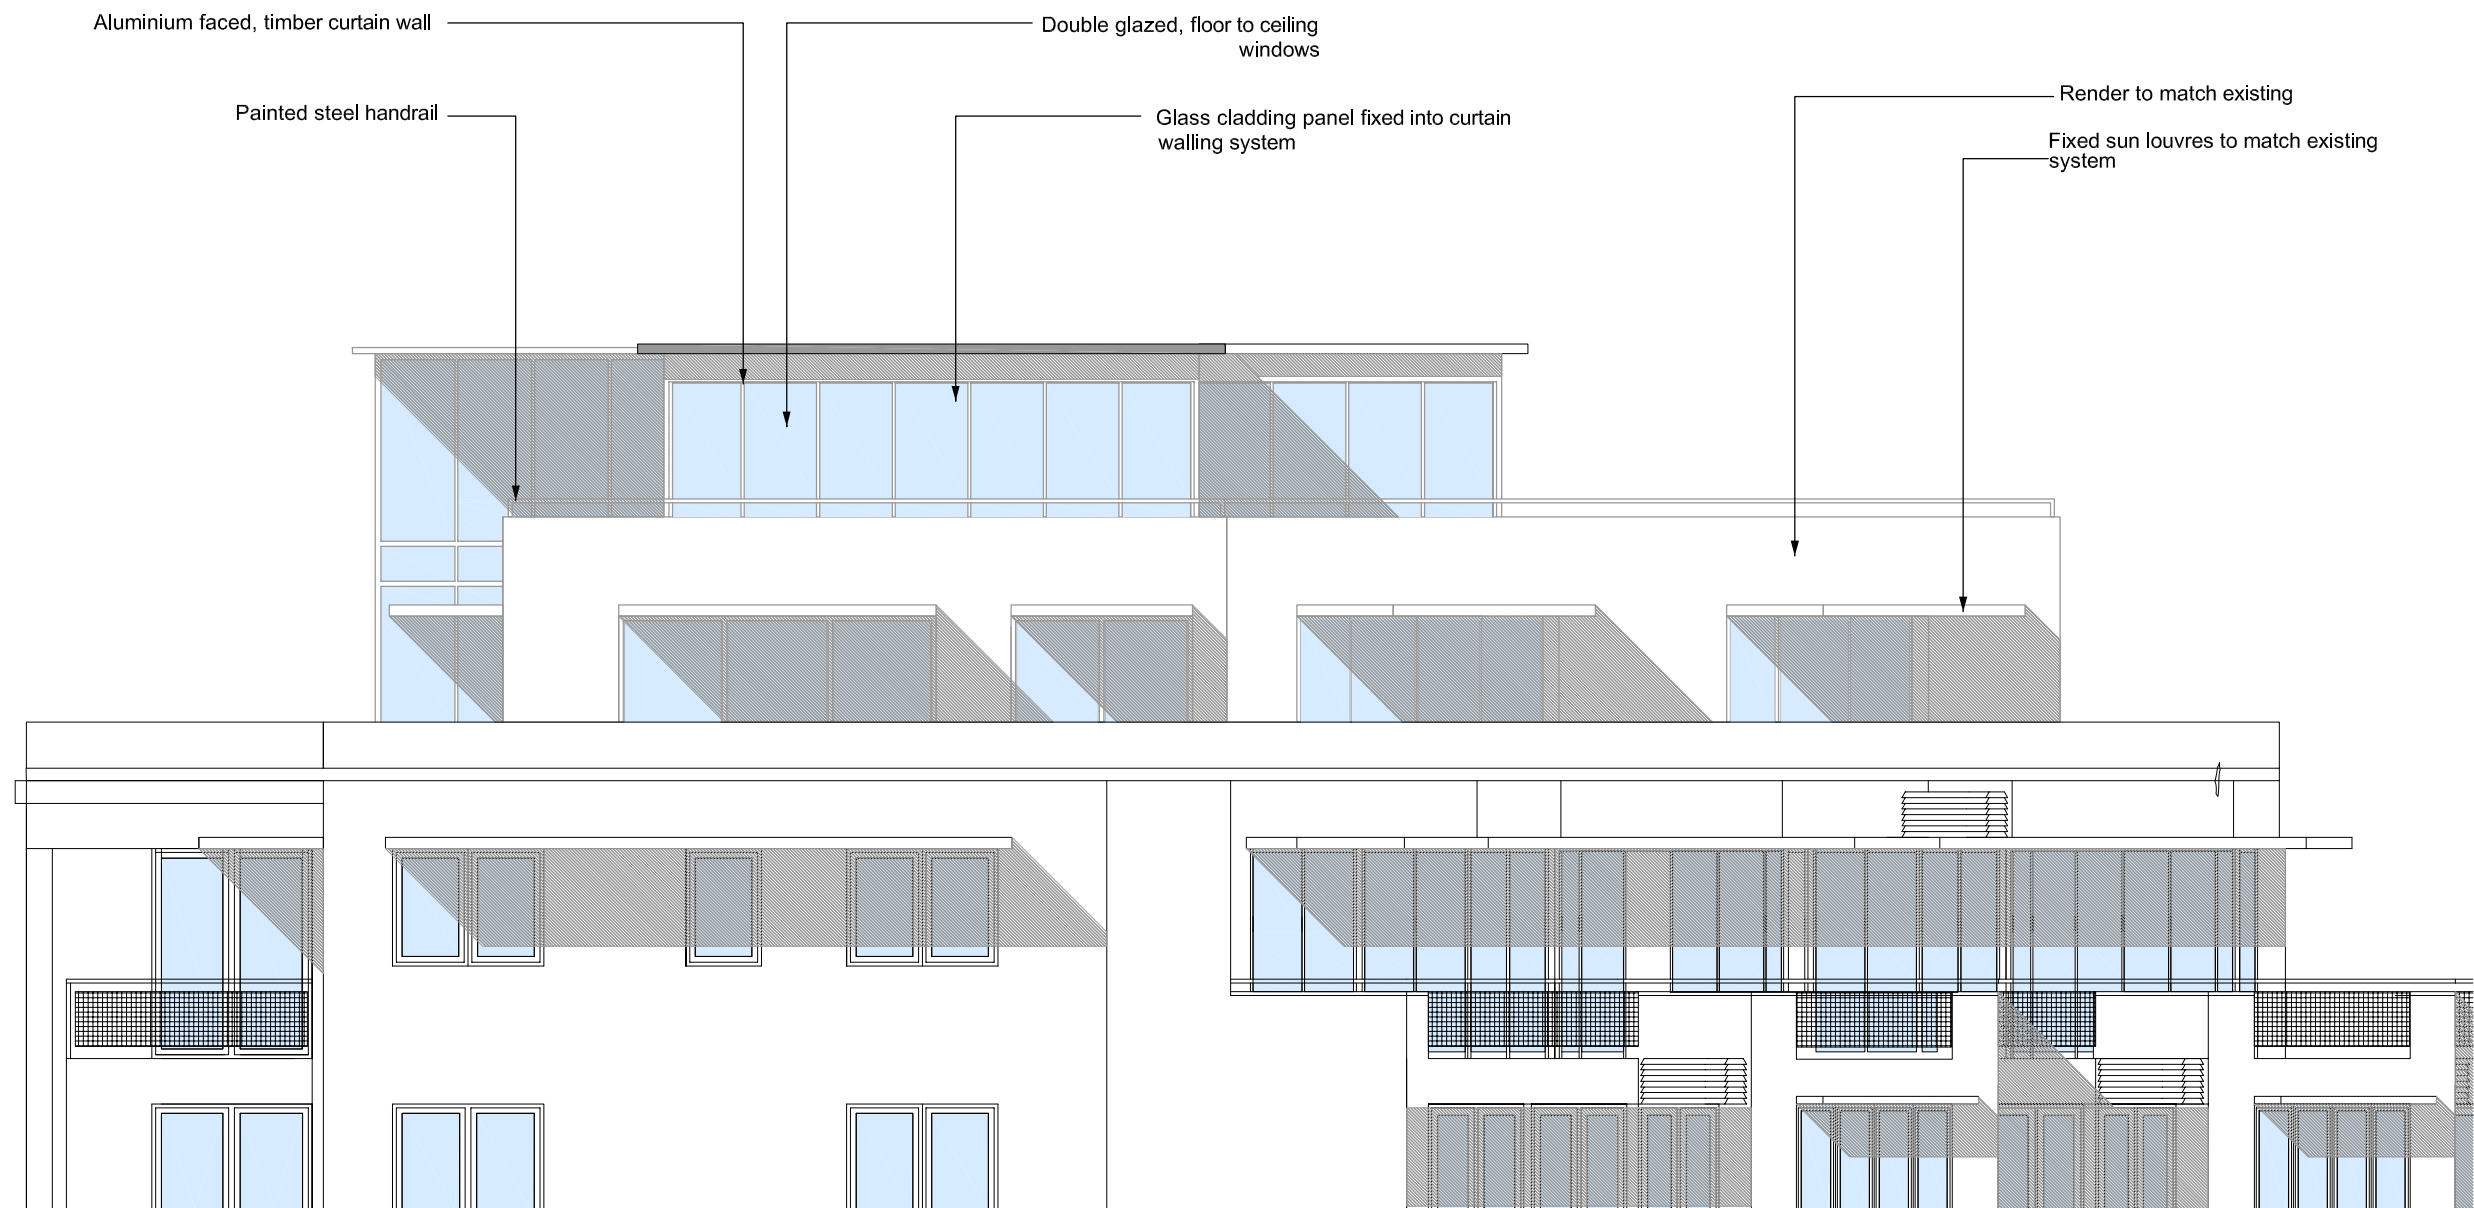 Aluminium faced, timber curtain wall
Double glazed, floor to ceiling
windows
Painted steel handrail
Glass cladding panel fixed into curtain
walling system
Render to match existing
Fixed sun louvres to match existing
system